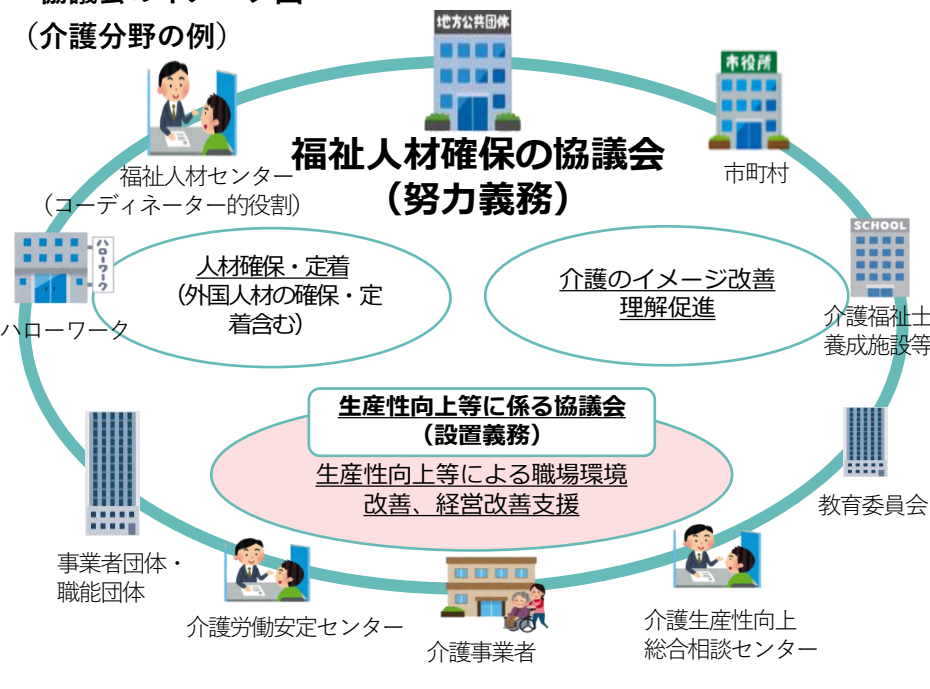 協議会のイメージ図
（介護分野の例）
地方公共団体
市役所
福祉人材確保の協議会
（努力義務）
福祉人材センター
（コーディネーター的役割）
市町村
SCHOOL
ハローワーク
人材確保・定着
（外国人材の確保・定
着含む）
介護のイメージ改善
理解促進
ハローワーク
介護福祉士
養成施設等
生産性向上等に係る協議会
（設置義務）
生産性向上等による職場環境
改善、経営改善支援
教育委員会
事業者団体・
職能団体
介護労働安定センター
介護事業者
介護生産性向上
総合相談センター